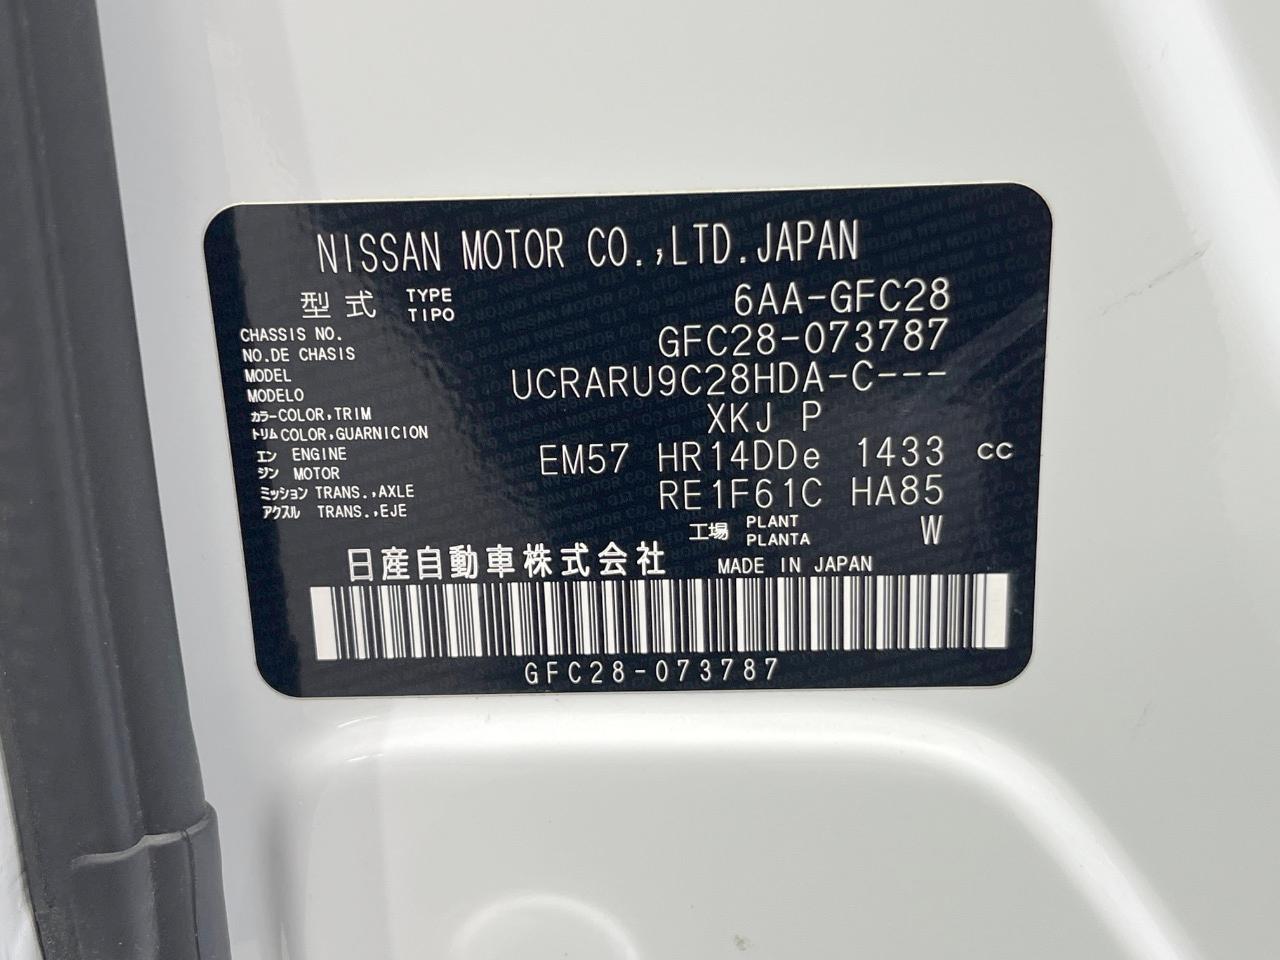 NISSAN MOTOR CO.,LTD.JAPAN
型式 TYPE TIPO 6AA-GFC28
CHASSIS NO. NO.DE CHASIS GFC28-073787
MODEL MODELO UCRARU9C28HDA-C---
カラー COLOR,TRIM トリム COLOR,GUARNICION XKJ P
エン ENGINE ジン MOTOR EM57 HR14DDe 1433 cc
ミッション TRANS.,AXLE アクスル TRANS.,EJE RE1F61C HA85
工場 PLANT PLANTA W
日産自動車株式会社 MADE IN JAPAN
GFC28-073787